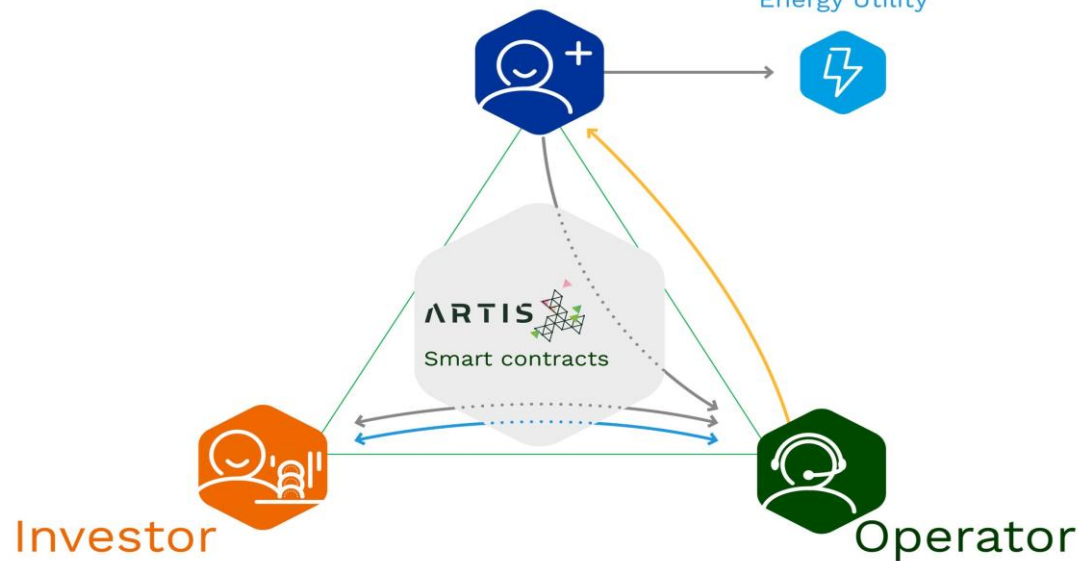 Energy Utility
ARTIS
Smart contracts
Investor
Operator